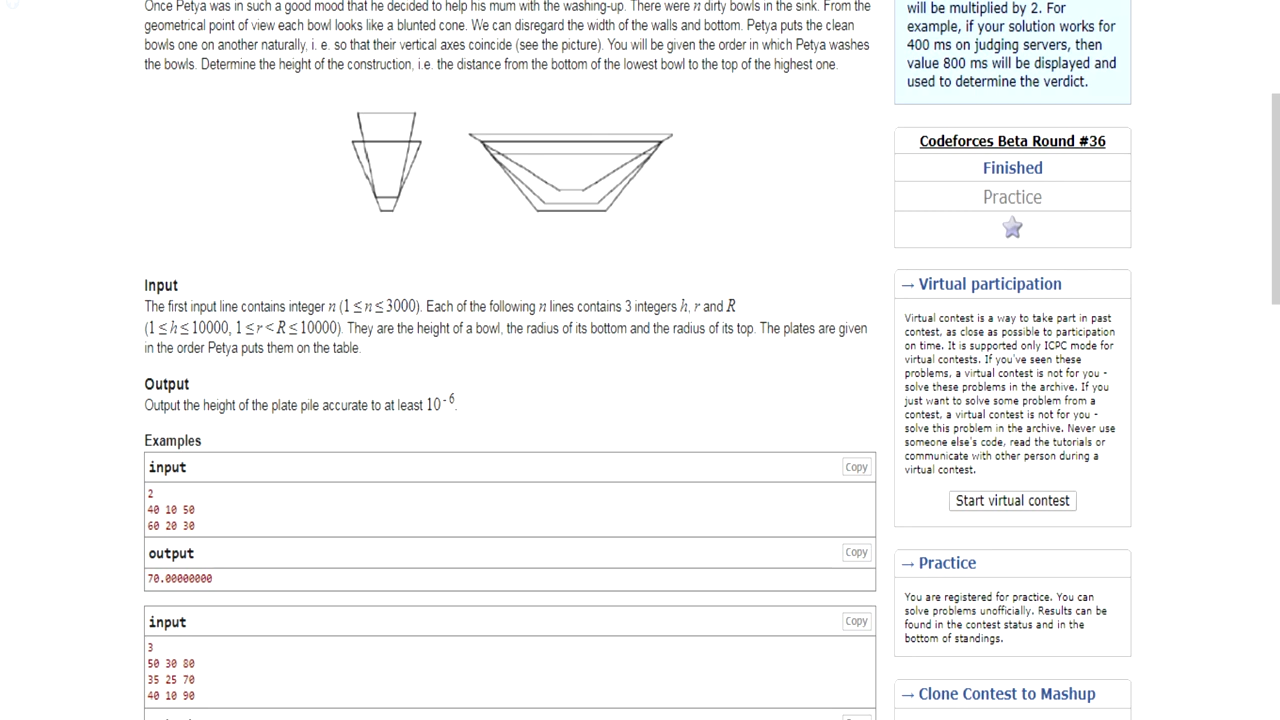 Once Petya was in such a good mood that he decided to help his mum with the washing-up. There were n dirty bowls in the sink. From the
geometrical point of view each bowl looks like a blunted cone. We can disregard the width of the walls and bottom. Petya puts the clean
bowls one on another naturally, i. e. so that their vertical axes coincide (see the picture). You will be given the order in which Petya washes
the bowls. Determine the height of the construction, i.e. the distance from the bottom of the lowest bowl to the top of the highest one.
Input
The first input line contains integer n (1 ≤ n ≤ 3000). Each of the following n lines contains 3 integers h, r and R
(1 ≤ h ≤ 10000, 1 ≤ r < R ≤ 10000). They are the height of a bowl, the radius of its bottom and the radius of its top. The plates are given
in the order Petya puts them on the table.
Output
Output the height of the plate pile accurate to at least 10^-6.
Examples
input
Copy
2
40 10 50
60 20 30
output
Copy
70.00000000
input
Copy
3
50 30 80
35 25 70
40 10 90
will be multiplied by 2. For
example, if your solution works for
400 ms on judging servers, then
value 800 ms will be displayed and
used to determine the verdict.
Codeforces Beta Round #36
Finished
Practice
→ Virtual participation
Virtual contest is a way to take part in past
contest, as close as possible to participation
on time. It is supported only ICPC mode for
virtual contests. If you've seen these
problems, a virtual contest is not for you -
solve these problems in the archive. If you
just want to solve some problem from a
contest, a virtual contest is not for you -
solve this problem in the archive. Never use
someone else's code, read the tutorials or
communicate with other person during a
virtual contest.
Start virtual contest
→ Practice
You are registered for practice. You can
solve problems unofficially. Results can be
found in the contest status and in the
bottom of standings.
→ Clone Contest to Mashup